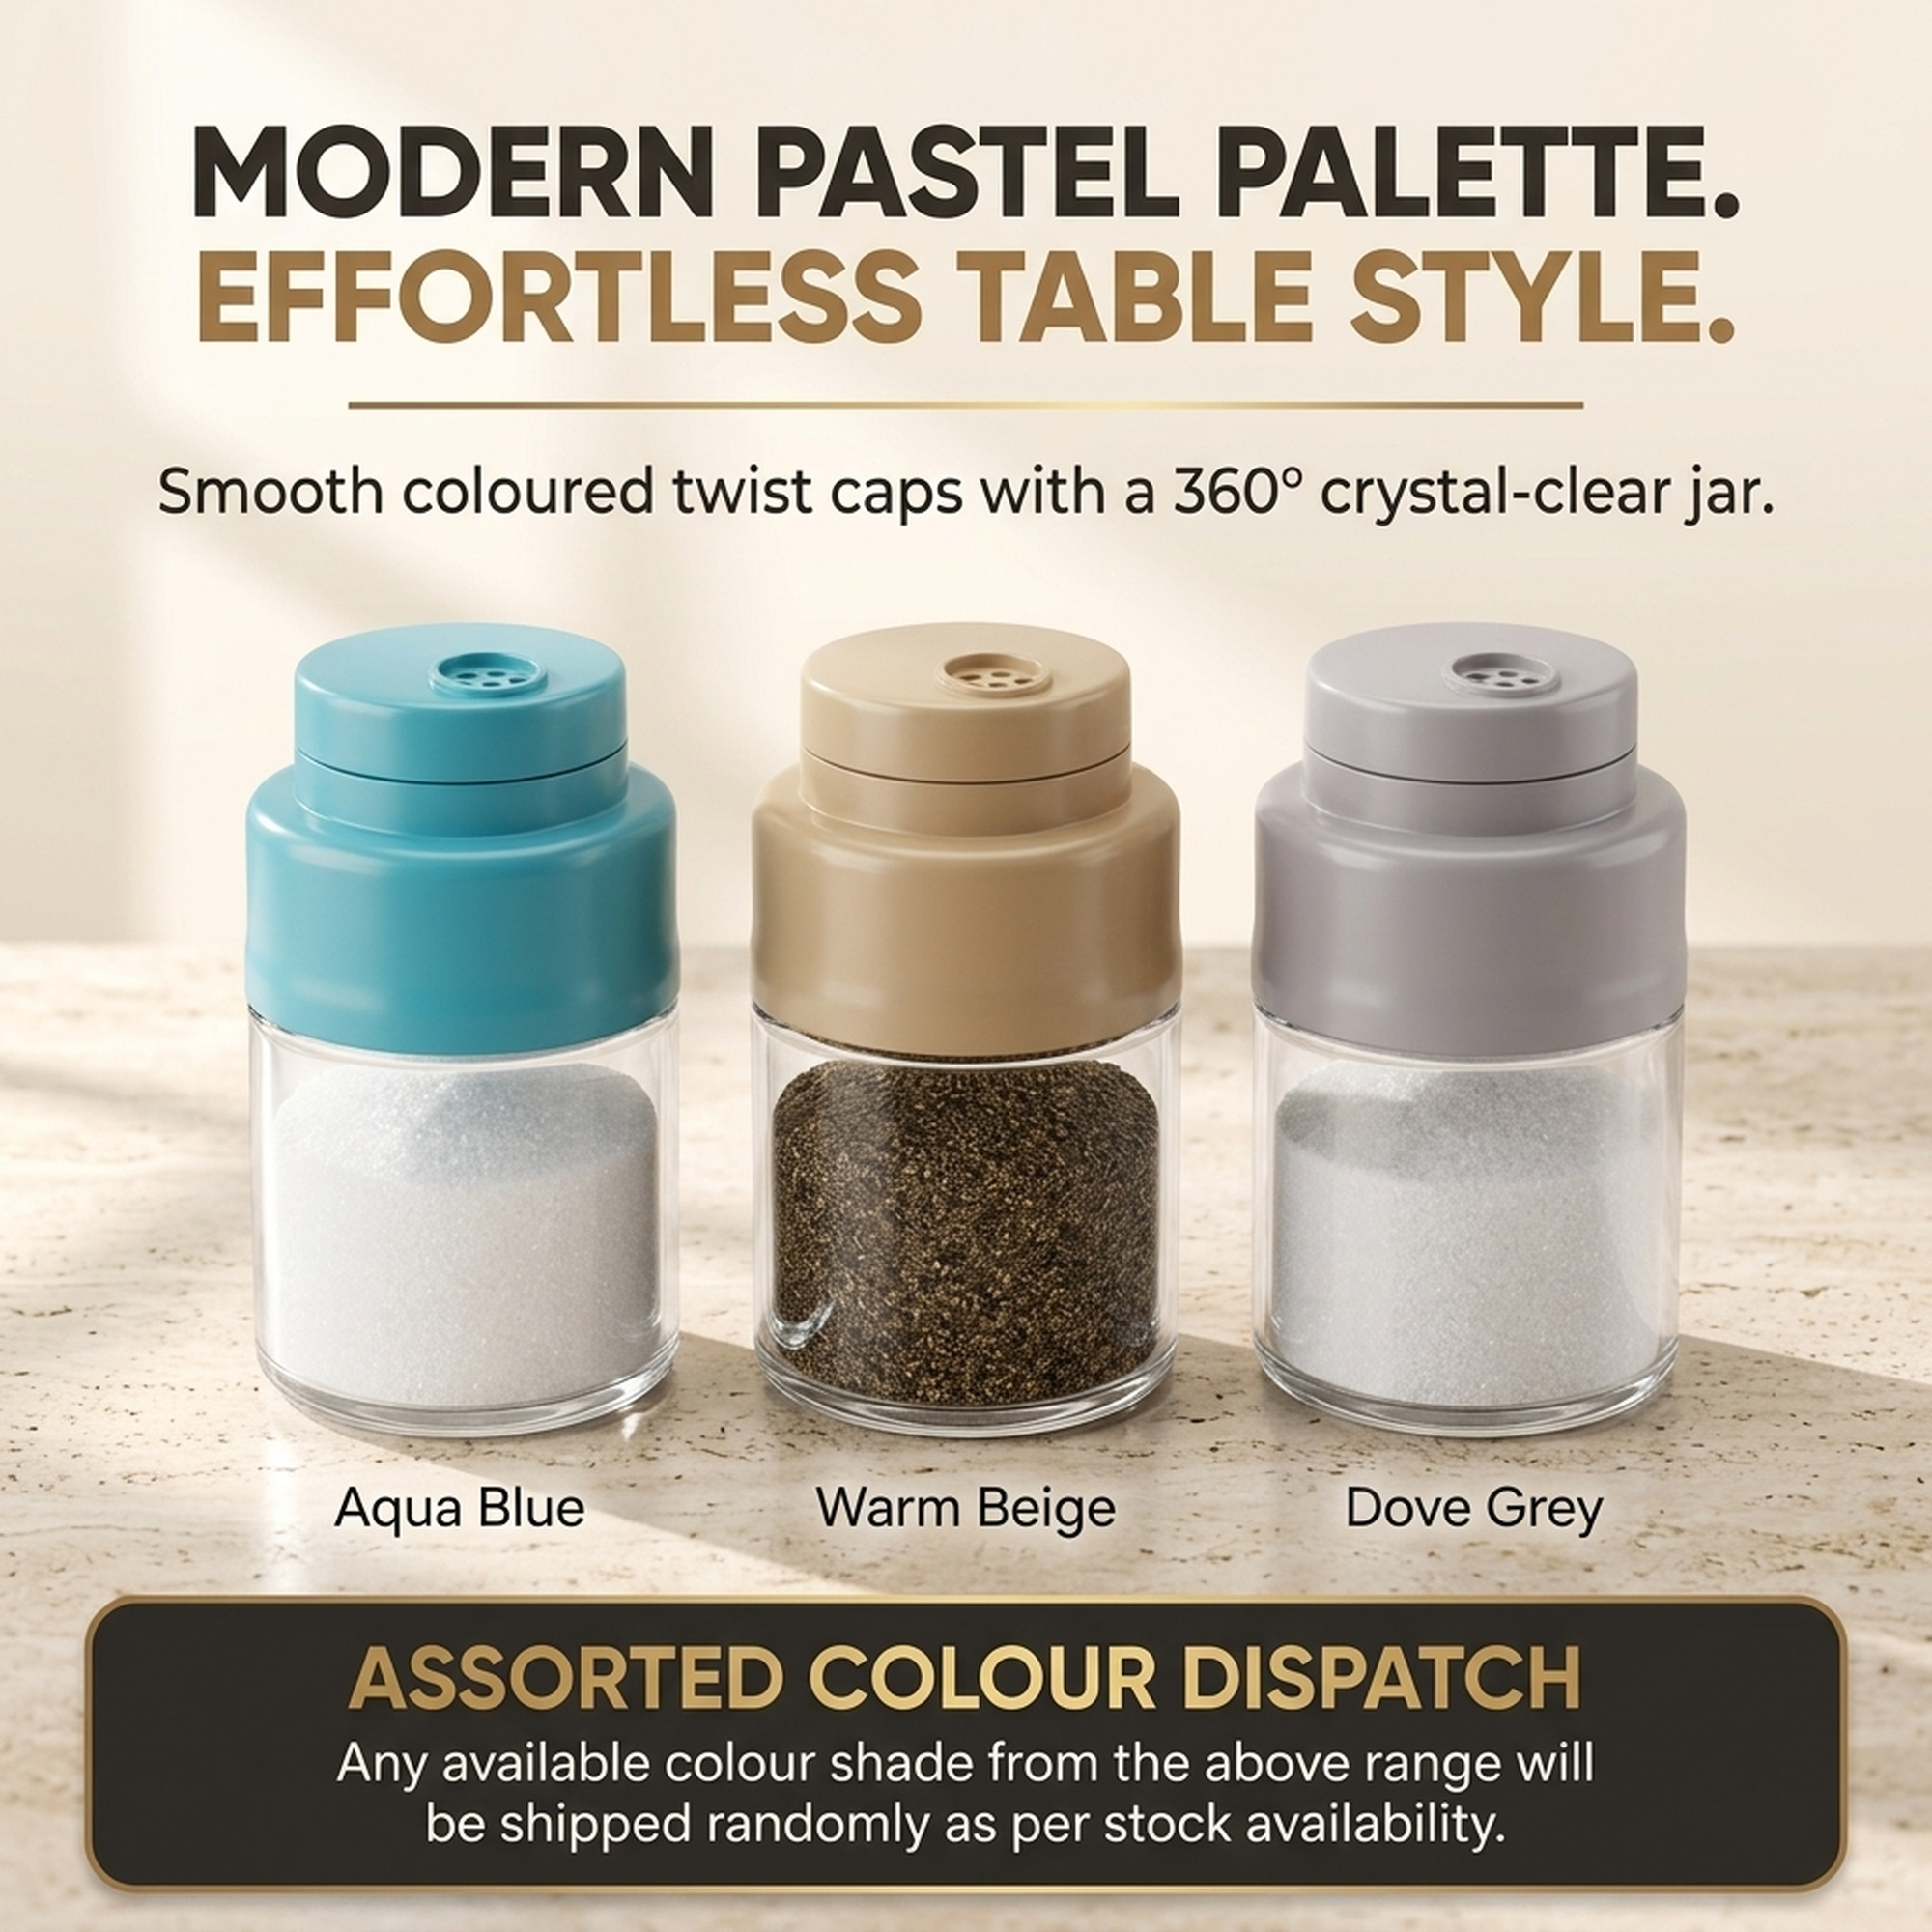 MODERN PASTEL PALETTE.
EFFORTLESS TABLE STYLE.
Smooth coloured twist caps with a 360° crystal-clear jar.
Aqua Blue
Warm Beige
Dove Grey
ASSORTED COLOUR DISPATCH
Any available colour shade from the above range will
be shipped randomly as per stock availability.